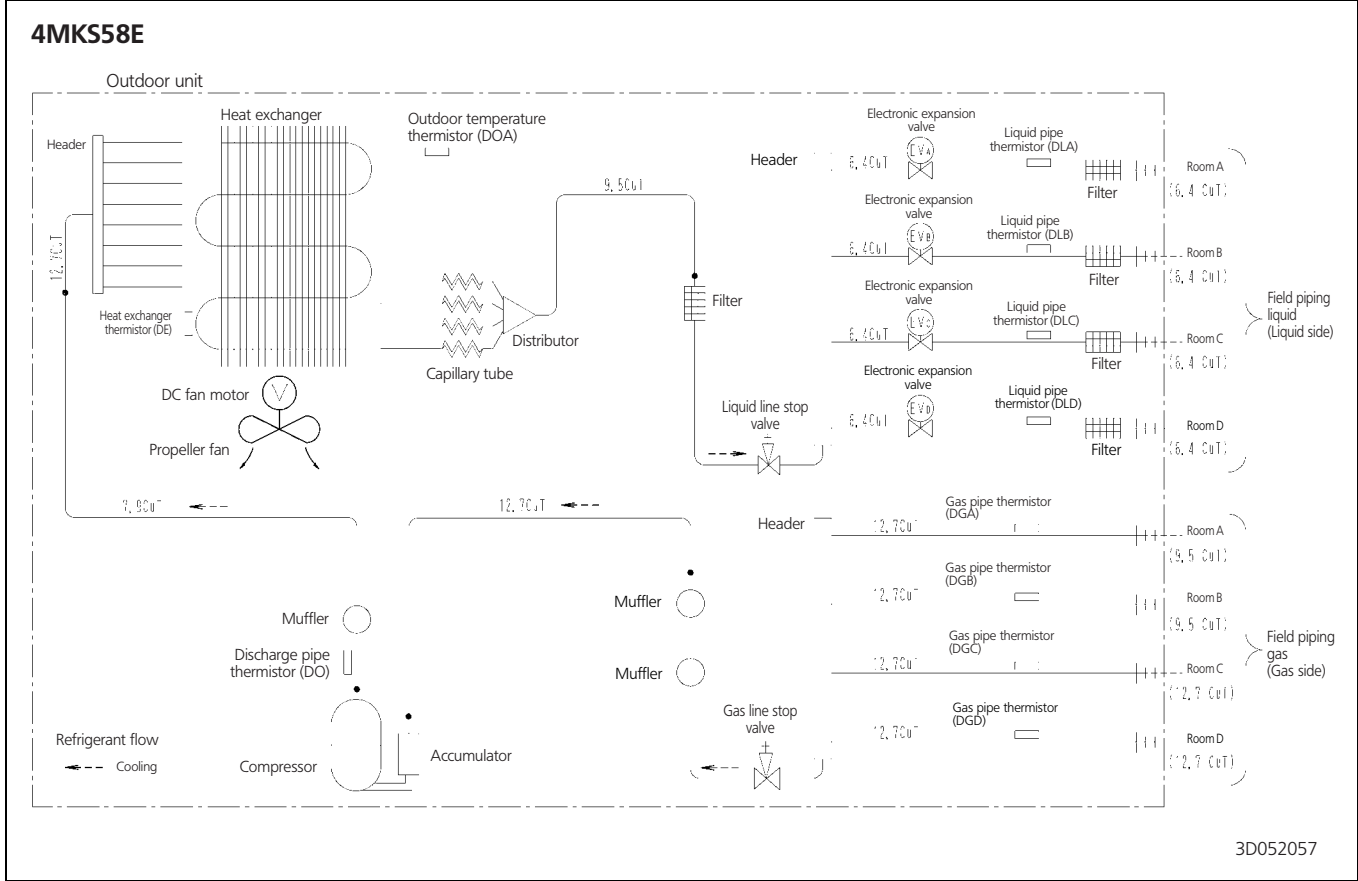 4MKS58E
Outdoor unit
Header
Heat exchanger
Outdoor temperature
thermistor (DOA)
12.7CuT
Heat exchanger
thermistor (DE)
DC fan motor
Propeller fan
Capillary tube
Distributor
9.5CuT
Filter
Liquid line stop
valve
Header
Electronic expansion
valve
EVA
6.4CuT
Liquid pipe
thermistor (DLA)
Filter
Room A
(6.4 CuT)
Electronic expansion
valve
EVB
6.4CuT
Liquid pipe
thermistor (DLB)
Filter
Room B
(6.4 CuT)
Electronic expansion
valve
EVC
6.4CuT
Liquid pipe
thermistor (DLC)
Filter
Room C
(6.4 CuT)
Electronic expansion
valve
EVD
6.4CuT
Liquid pipe
thermistor (DLD)
Filter
Room D
(6.4 CuT)
Field piping
liquid
(Liquid side)
12.7CuT
Muffler
Discharge pipe
thermistor (DO)
Compressor
Accumulator
Muffler
Muffler
Gas line stop
valve
Header
Gas pipe thermistor
(DGA)
12.7CuT
Room A
(9.5 CuT)
Gas pipe thermistor
(DGB)
12.7CuT
Room B
(9.5 CuT)
Gas pipe thermistor
(DGC)
12.7CuT
Room C
(12.7 CuT)
Gas pipe thermistor
(DGD)
12.7CuT
Room D
(12.7 CuT)
Field piping
gas
(Gas side)
Refrigerant flow
Cooling
3D052057